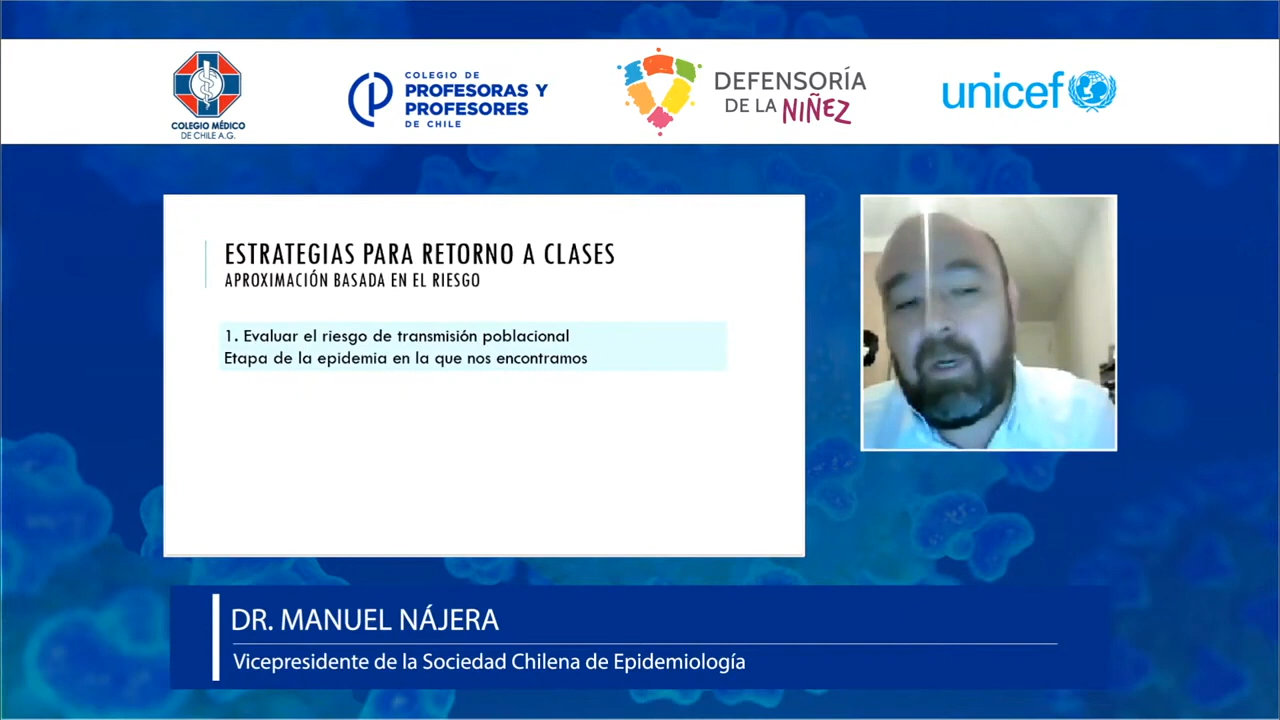 COLEGIO MÉDICO
DE CHILE A.G.
COLEGIO DE
PROFESORAS Y
PROFESORES
DE CHILE
DEFENSORÍA
DE LA NIÑEZ
unicef
ESTRATEGIAS PARA RETORNO A CLASES
APROXIMACIÓN BASADA EN EL RIESGO
1. Evaluar el riesgo de transmisión poblacional
Etapa de la epidemia en la que nos encontramos
DR. MANUEL NÁJERA
Vicepresidente de la Sociedad Chilena de Epidemiología